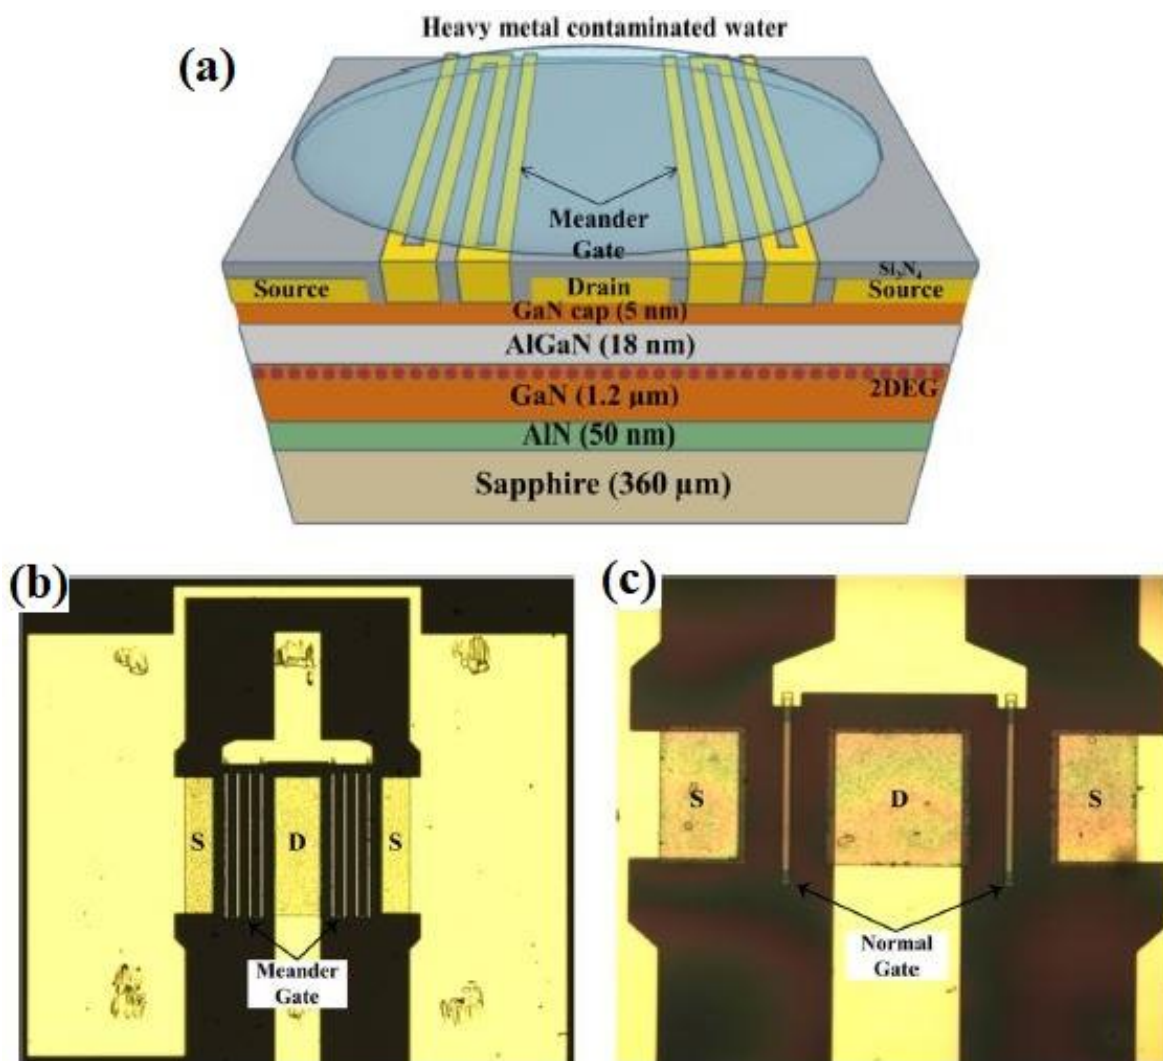 Heavy metal contaminated water
(a)
Meander
Gate
Si₃N₄
Source
Drain
Source
GaN cap (5 nm)
AlGaN (18 nm)
2DEG
GaN (1.2 μm)
AlN (50 nm)
Sapphire (360 μm)
(b)
S
D
S
Meander
Gate
(c)
S
D
S
Normal
Gate